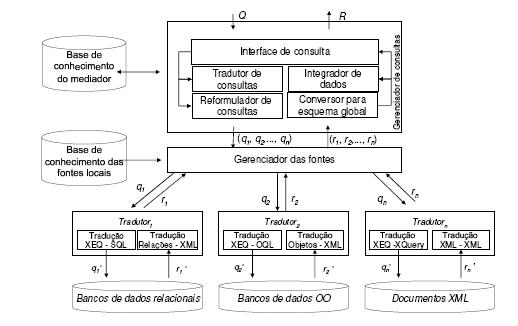 Q
R
Interface de consulta
Base de
conhecimento
do mediador
Tradutor
de consultas
Integrador de
dados
Reformulador de
consultas
Conversor para
esquema global
Gerenciador de consultas
(q1, q2,..., qn)
(r1, r2,..., rn)
Base de
conhecimento das
fontes locais
Gerenciador das fontes
q1
r1
q2
r2
qn
rn
Tradutor1
Tradução
XEQ - SQL
Tradução
Relações - XML
Tradutor2
Tradução
XEQ - OQL
Tradução
Objetos - XML
Tradutorn
Tradução
XEQ -XQuery
Tradução
XML - XML
q1'
r1'
q2'
r2'
qn'
rn'
Bancos de dados relacionais
Bancos de dados OO
Documentos XML